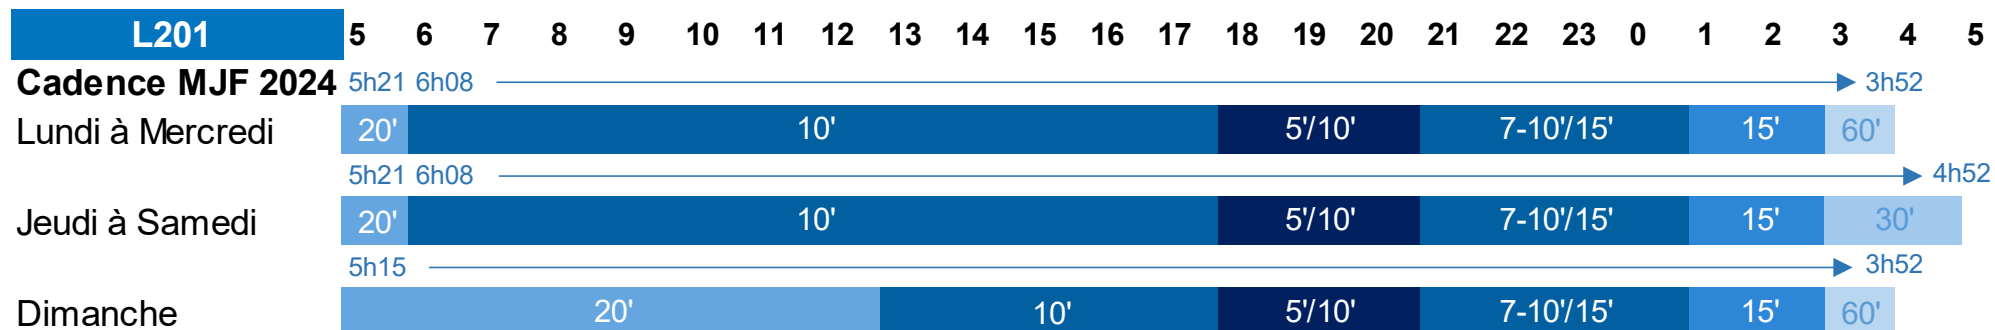 L201 5 6 7 8 9 10 11 12 13 14 15 16 17 18 19 20 21 22 23 0 1 2 3 4 5
Cadence MJF 2024 5h21 6h08 3h52
Lundi à Mercredi 20' 10' 5'/10' 7-10'/15' 15' 60'
5h21 6h08 4h52
Jeudi à Samedi 20' 10' 5'/10' 7-10'/15' 15' 30'
5h15 3h52
Dimanche 20' 10' 5'/10' 7-10'/15' 15' 60'